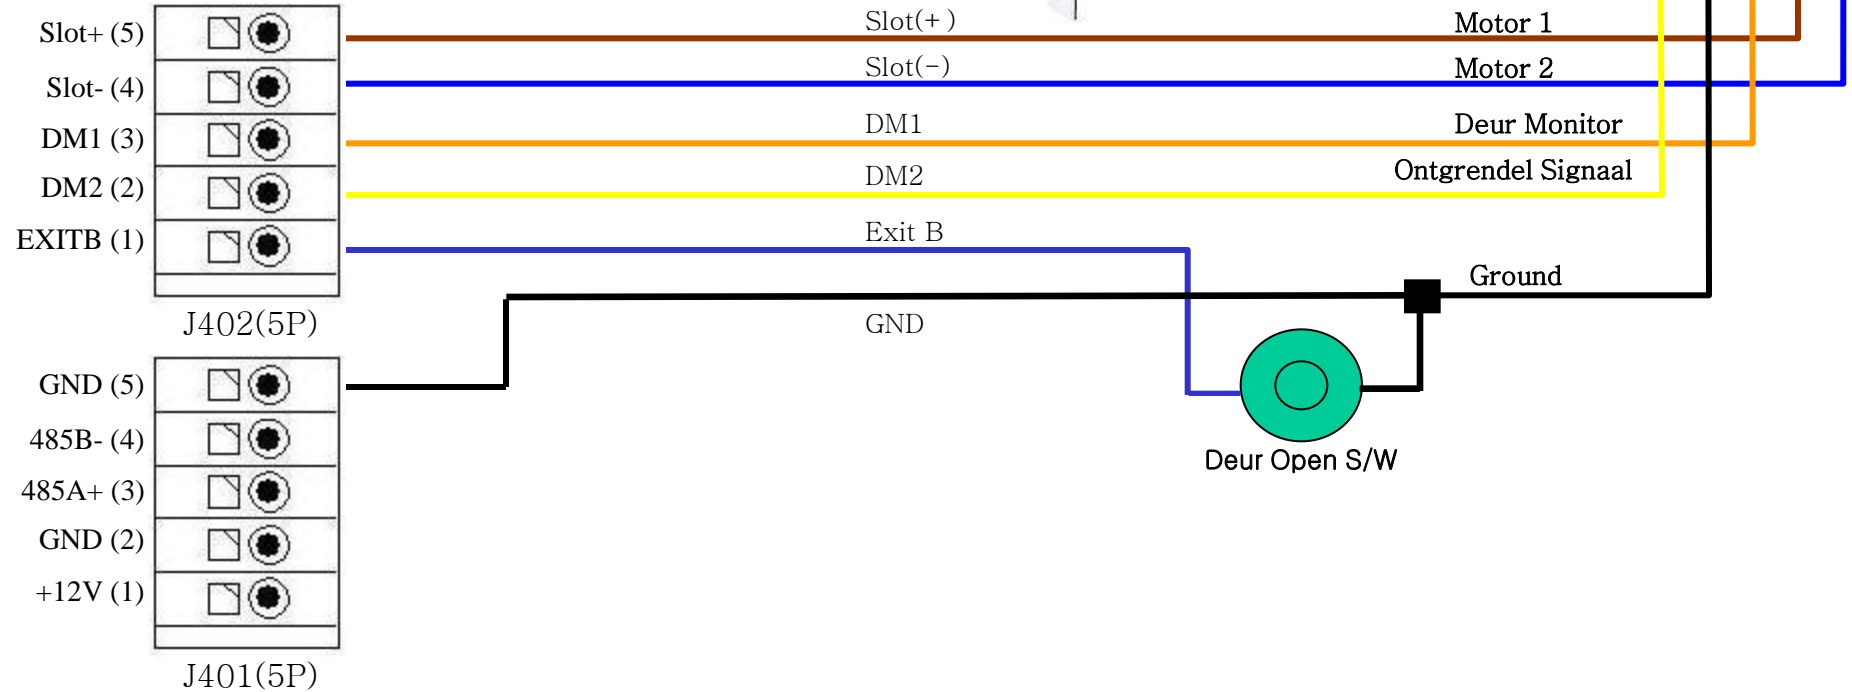 Slot+ (5) Slot(+) Motor 1
Slot- (4) Slot(-) Motor 2
DM1 (3) DM1 Deur Monitor
DM2 (2) DM2 Ontgrendel Signaal
EXITB (1) Exit B
Ground
J402(5P) GND
GND (5)
485B- (4) Deur Open S/W
485A+ (3)
GND (2)
+12V (1)
J401(5P)